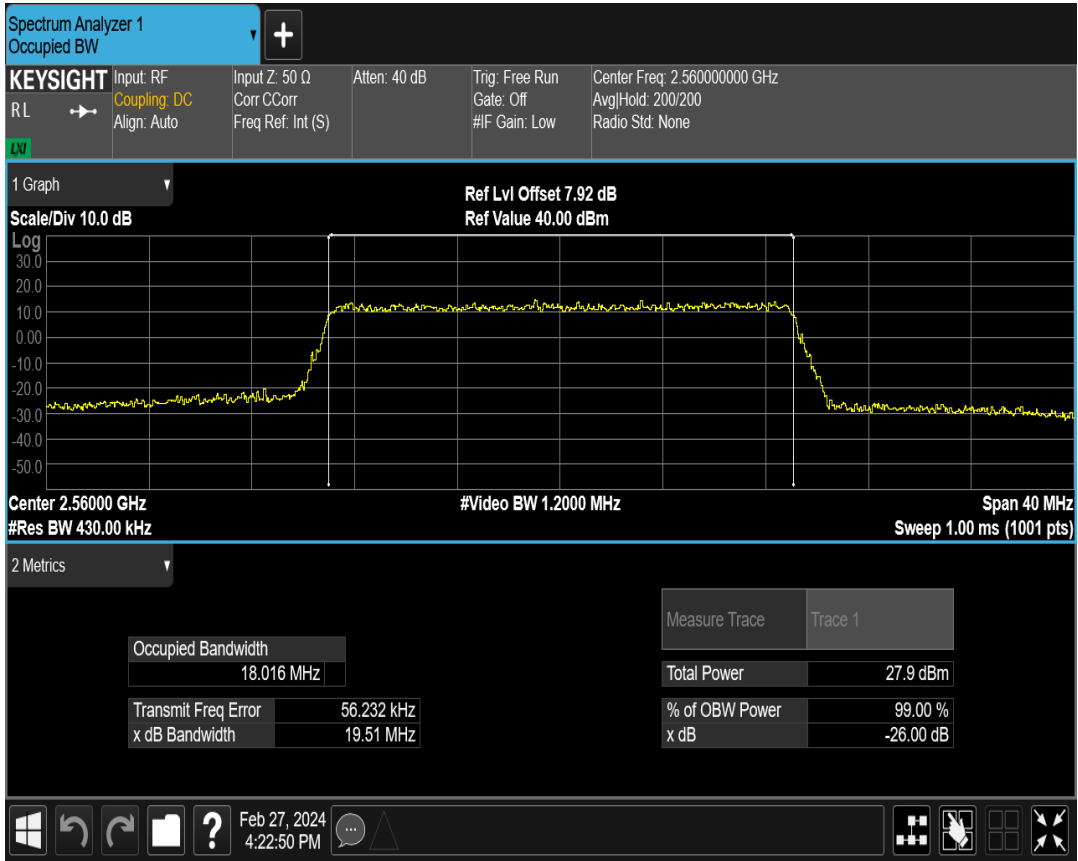 Spectrum Analyzer 1
Occupied BW
KEYSIGHT
R L
LXI
Input: RF
Coupling: DC
Align: Auto
Input Z: 50 Ω
Corr CCorr
Freq Ref: Int (S)
Atten: 40 dB
Trig: Free Run
Gate: Off
#IF Gain: Low
Center Freq: 2.560000000 GHz
Avg|Hold: 200/200
Radio Std: None
1 Graph
Scale/Div 10.0 dB
Ref Lvl Offset 7.92 dB
Ref Value 40.00 dBm
Log
30.0
20.0
10.0
0.00
-10.0
-20.0
-30.0
-40.0
-50.0
Center 2.56000 GHz
#Video BW 1.2000 MHz
Span 40 MHz
#Res BW 430.00 kHz
Sweep 1.00 ms (1001 pts)
2 Metrics
Measure Trace Trace 1
Occupied Bandwidth
18.016 MHz
Total Power 27.9 dBm
Transmit Freq Error 56.232 kHz
% of OBW Power 99.00 %
x dB Bandwidth 19.51 MHz
x dB -26.00 dB
?
Feb 27, 2024
4:22:50 PM